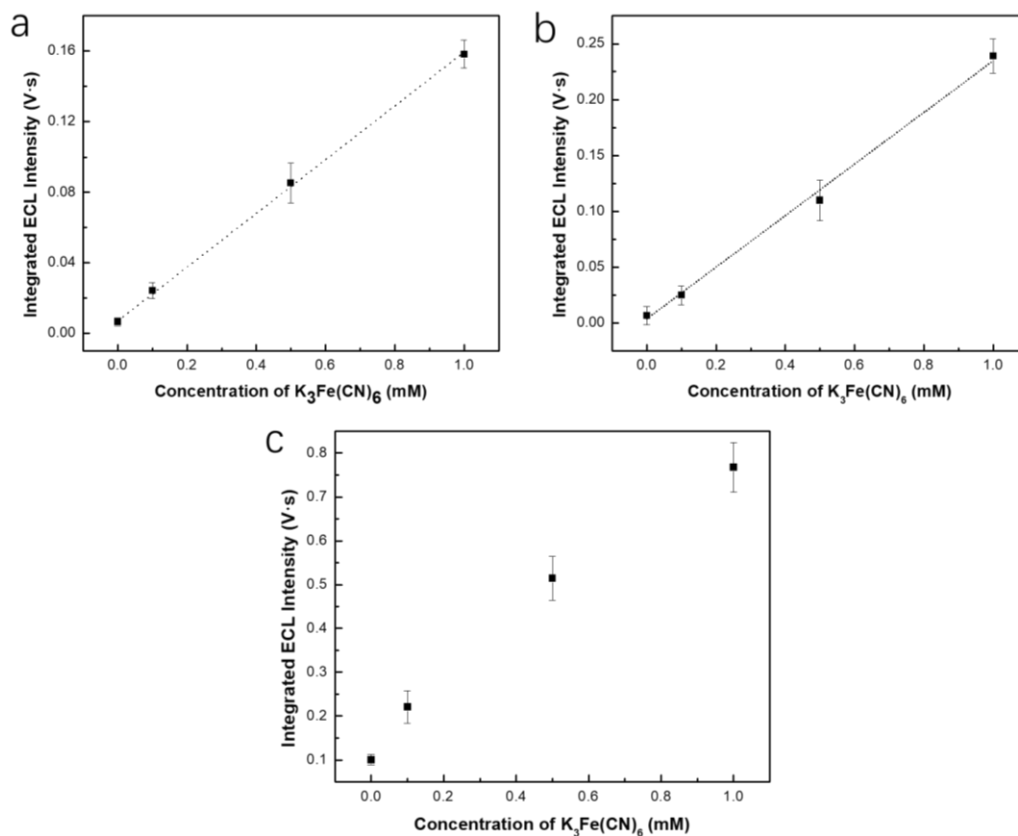 a
Integrated ECL Intensity (V·s)
0.16
0.12
0.08
0.04
0.00
0.0 0.2 0.4 0.6 0.8 1.0
Concentration of K₃Fe(CN)₆ (mM)
b
Integrated ECL Intensity (V·s)
0.25
0.20
0.15
0.10
0.05
0.00
0.0 0.2 0.4 0.6 0.8 1.0
Concentration of K₃Fe(CN)₆ (mM)
c
Integrated ECL Intensity (V·s)
0.8
0.7
0.6
0.5
0.4
0.3
0.2
0.1
0.0 0.2 0.4 0.6 0.8 1.0
Concentration of K₃Fe(CN)₆ (mM)